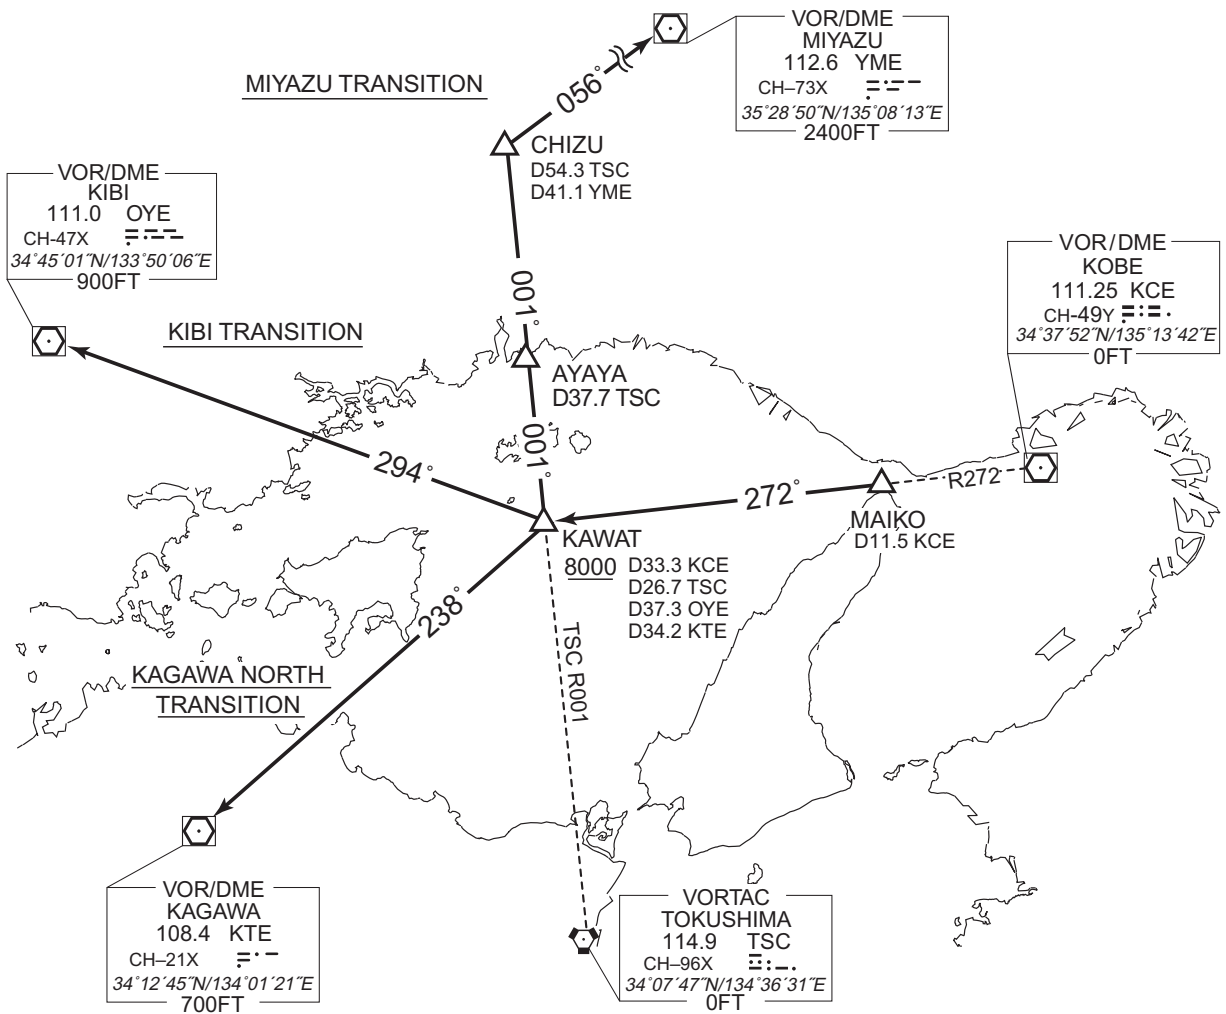 VOR/DME
MIYAZU
112.6 YME
CH–73X
35°28´50˝N/135°08´13˝E
2400FT
MIYAZU TRANSITION
056°
CHIZU
D54.3 TSC
D41.1 YME
VOR/DME
KIBI
111.0 OYE
CH-47X
34°45´01˝N/133°50´06˝E
900FT
VOR/DME
KOBE
111.25 KCE
CH-49Y
34°37´52˝N/135°13´42˝E
0FT
001°
KIBI TRANSITION
AYAYA
D37.7 TSC
001°
294°
272°
R272
MAIKO
D11.5 KCE
KAWAT
8000
D33.3 KCE
D26.7 TSC
D37.3 OYE
D34.2 KTE
238°
TSC R001
KAGAWA NORTH
TRANSITION
VOR/DME
KAGAWA
108.4 KTE
CH–21X
34°12´45˝N/134°01´21˝E
700FT
VORTAC
TOKUSHIMA
114.9 TSC
CH–96X
34°07´47˝N/134°36´31˝E
0FT